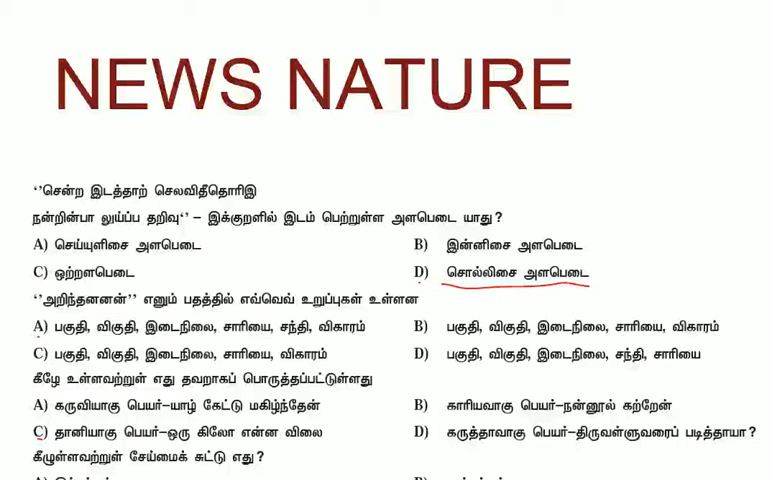 NEWS NATURE
‘’சென்ற இடத்தாற் செலவிதீதொரிஇ
நன்றின்பா லுய்ப்ப தறிவு‘’ – இக்குறளில் இடம் பெற்றுள்ள அளபெடை யாது?
A) செய்யுளிசை அளபெடை B) இன்னிசை அளபெடை
C) ஒற்றளபெடை D) சொல்லிசை அளபெடை
‘’அறிந்தனனன்’’ எனும் பதத்தில் எவ்வெவ் உறுப்புகள் உள்ளன
A) பகுதி, விகுதி, இடைநிலை, சாரியை, சந்தி, விகாரம் B) பகுதி, விகுதி, இடைநிலை, சாரியை, விகாரம்
C) பகுதி, விகுதி, இடைநிலை, சாரியை, விகாரம் D) பகுதி, விகுதி, இடைநிலை, சந்தி, சாரியை
கீழே உள்ளவற்றுள் எது தவறாகப் பொருத்தப்பட்டுள்ளது
A) கருவியாகு பெயர்–யாழ் கேட்டு மகிழ்ந்தேன் B) காரியவாகு பெயர்–நன்னூல் கற்றேன்
C) தானியாகு பெயர்–ஒரு கிலோ என்ன விலை D) கருத்தாவாகு பெயர்–திருவள்ளுவரைப் படித்தாயா?
கீழுள்ளவற்றுள் சேய்மைக் சுட்டு எது?